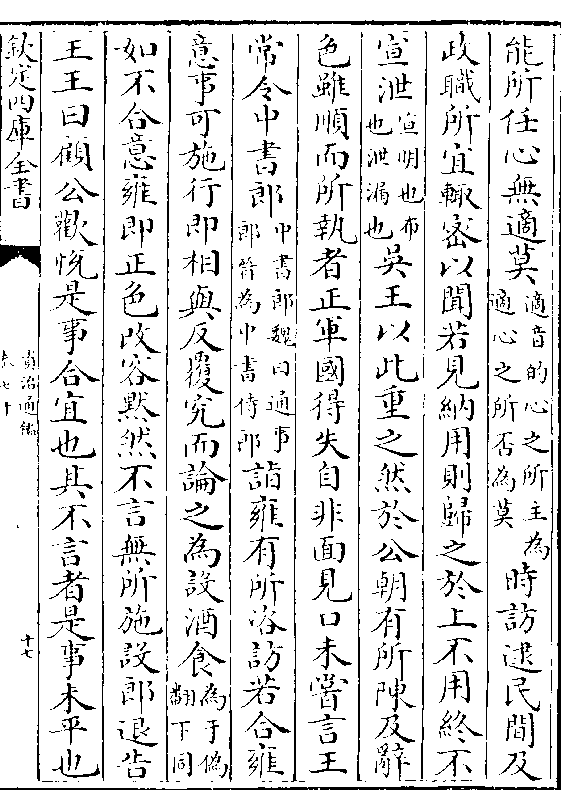 能所任心無適莫適音的心之所主為適心之所否為莫時訪逮民間及
政職所宜輙宻以聞若見納用則歸之於上不用終不
宣泄宣明也布也泄漏也吳王以此重之然於公朝有所陳及辭
色雖順而所執者正軍國得失自非面見口未嘗言王
常令中書郎中書郎魏曰通事郎晉為中書侍郎詣雍有所咨訪若合雍
意事可施行即相與反覆究而論之為設酒食為于偽翻下同
如不合意雍即正色改容黙然不言無所施設郎退告
王王曰顧公歡悅是事合宜也其不言者是事未平也
欽定四庫全書
資治通鑑
卷七十
十七